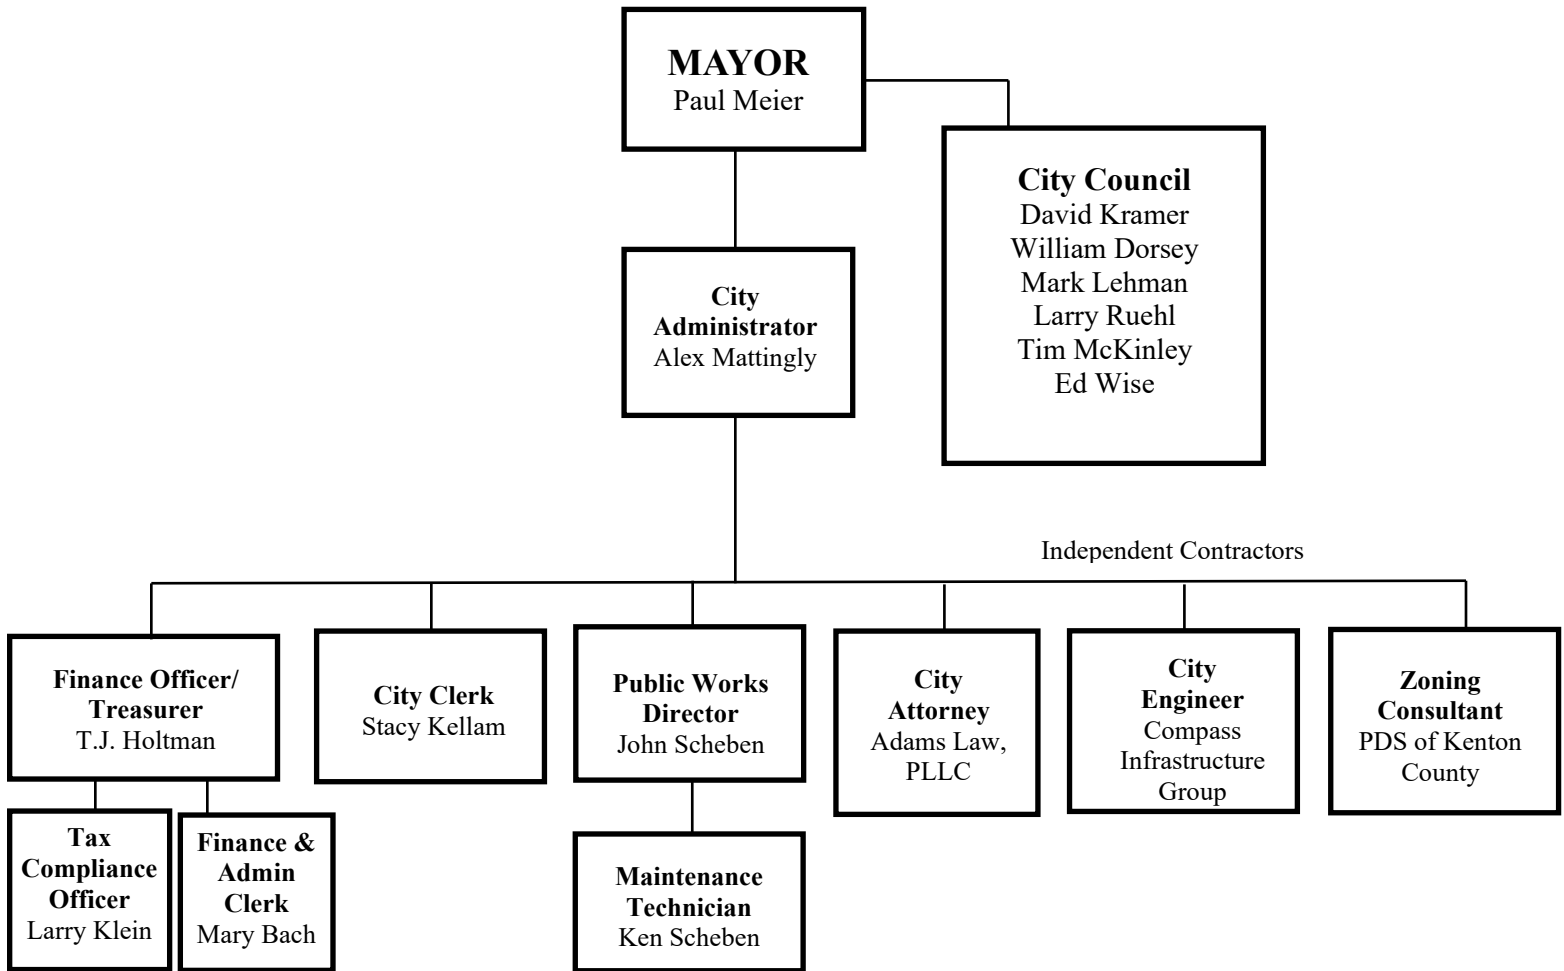 MAYOR
Paul Meier
City Council
David Kramer
William Dorsey
Mark Lehman
Larry Ruehl
Tim McKinley
Ed Wise
City
Administrator
Alex Mattingly
Independent Contractors
Finance Officer/
Treasurer
T.J. Holtman
City Clerk
Stacy Kellam
Public Works
Director
John Scheben
City
Attorney
Adams Law,
PLLC
City
Engineer
Compass
Infrastructure
Group
Zoning
Consultant
PDS of Kenton
County
Tax
Compliance
Officer
Larry Klein
Finance &
Admin
Clerk
Mary Bach
Maintenance
Technician
Ken Scheben